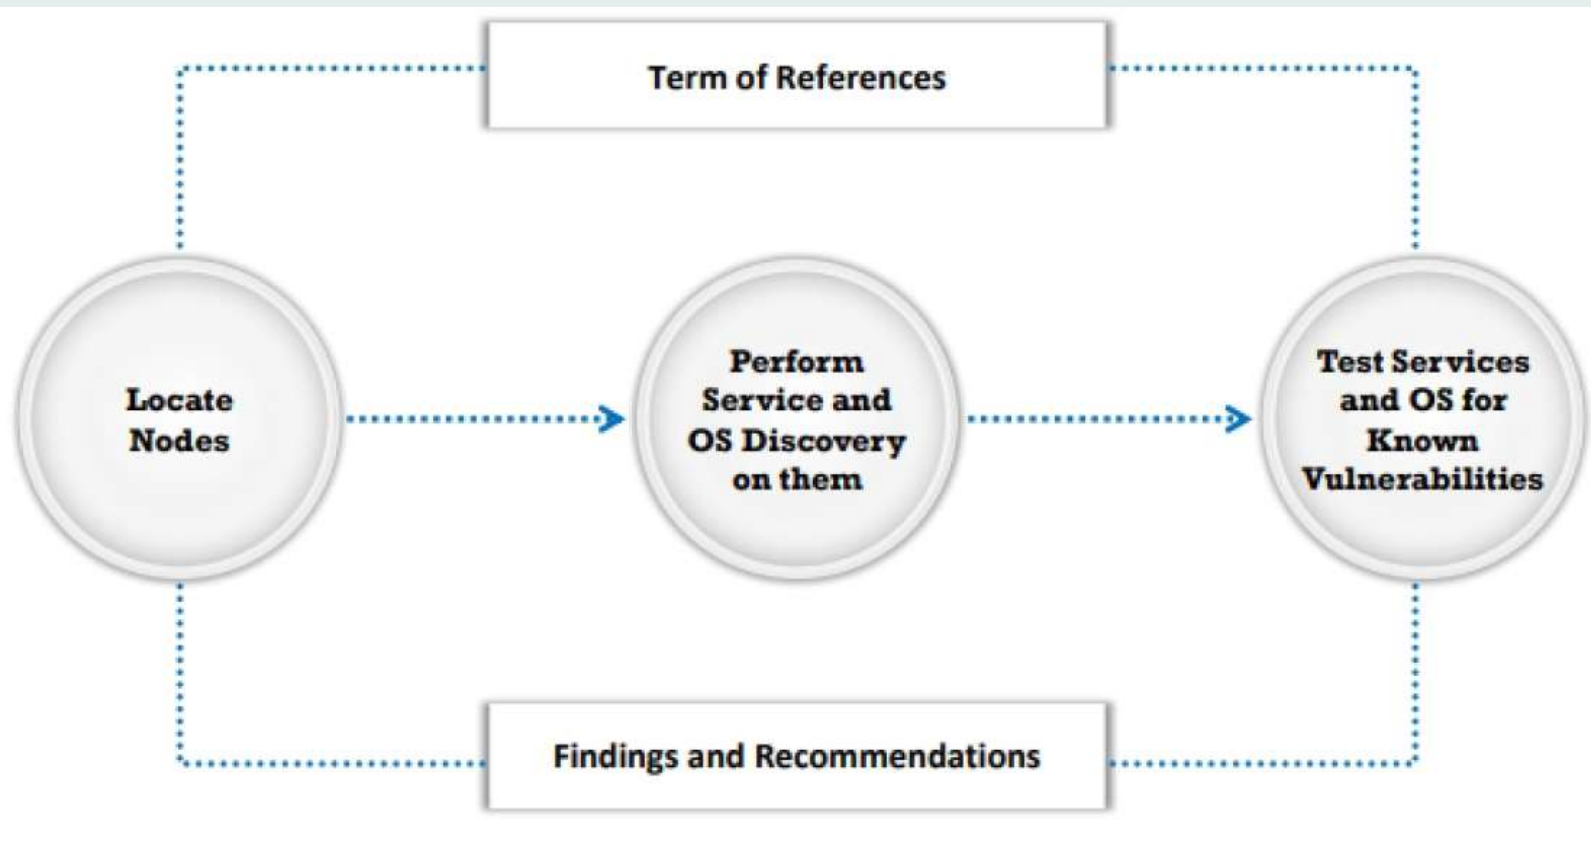 Term of References
Locate
Nodes
Perform
Service and
OS Discovery
on them
Test Services
and OS for
Known
Vulnerabilities
Findings and Recommendations